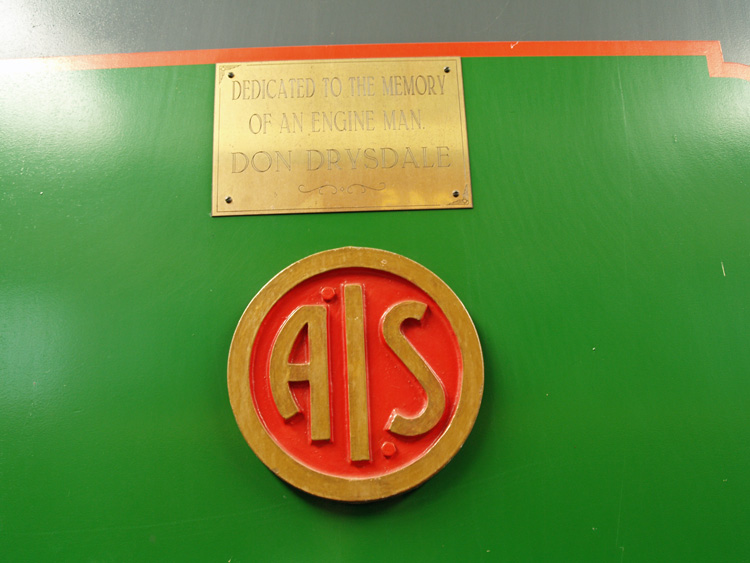 DEDICATED TO THE MEMORY
OF AN ENGINE MAN.
DON DRYSDALE
AIS